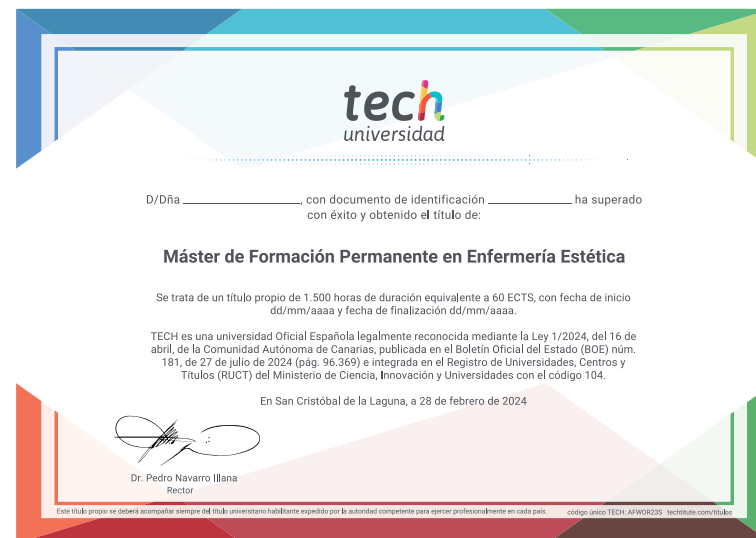 tech
universidad
D/Dña ____________________, con documento de identificación ______________ ha superado
con éxito y obtenido el título de:
Máster de Formación Permanente en Enfermería Estética
Se trata de un título propio de 1.500 horas de duración equivalente a 60 ECTS, con fecha de inicio
dd/mm/aaaa y fecha de finalización dd/mm/aaaa.
TECH es una universidad Oficial Española legalmente reconocida mediante la Ley 1/2024, del 16 de
abril, de la Comunidad Autónoma de Canarias, publicada en el Boletín Oficial del Estado (BOE) núm.
181, de 27 de julio de 2024 (pág. 96.369) e integrada en el Registro de Universidades, Centros y
Títulos (RUCT) del Ministerio de Ciencia, Innovación y Universidades con el código 104.
En San Cristóbal de la Laguna, a 28 de febrero de 2024
Dr. Pedro Navarro Illana
Rector
Este título propio se deberá acompañar siempre del título universitario habilitante expedido por la autoridad competente para ejercer profesionalmente en cada país. código único TECH: AFWOR23S techtitute.com/titulos